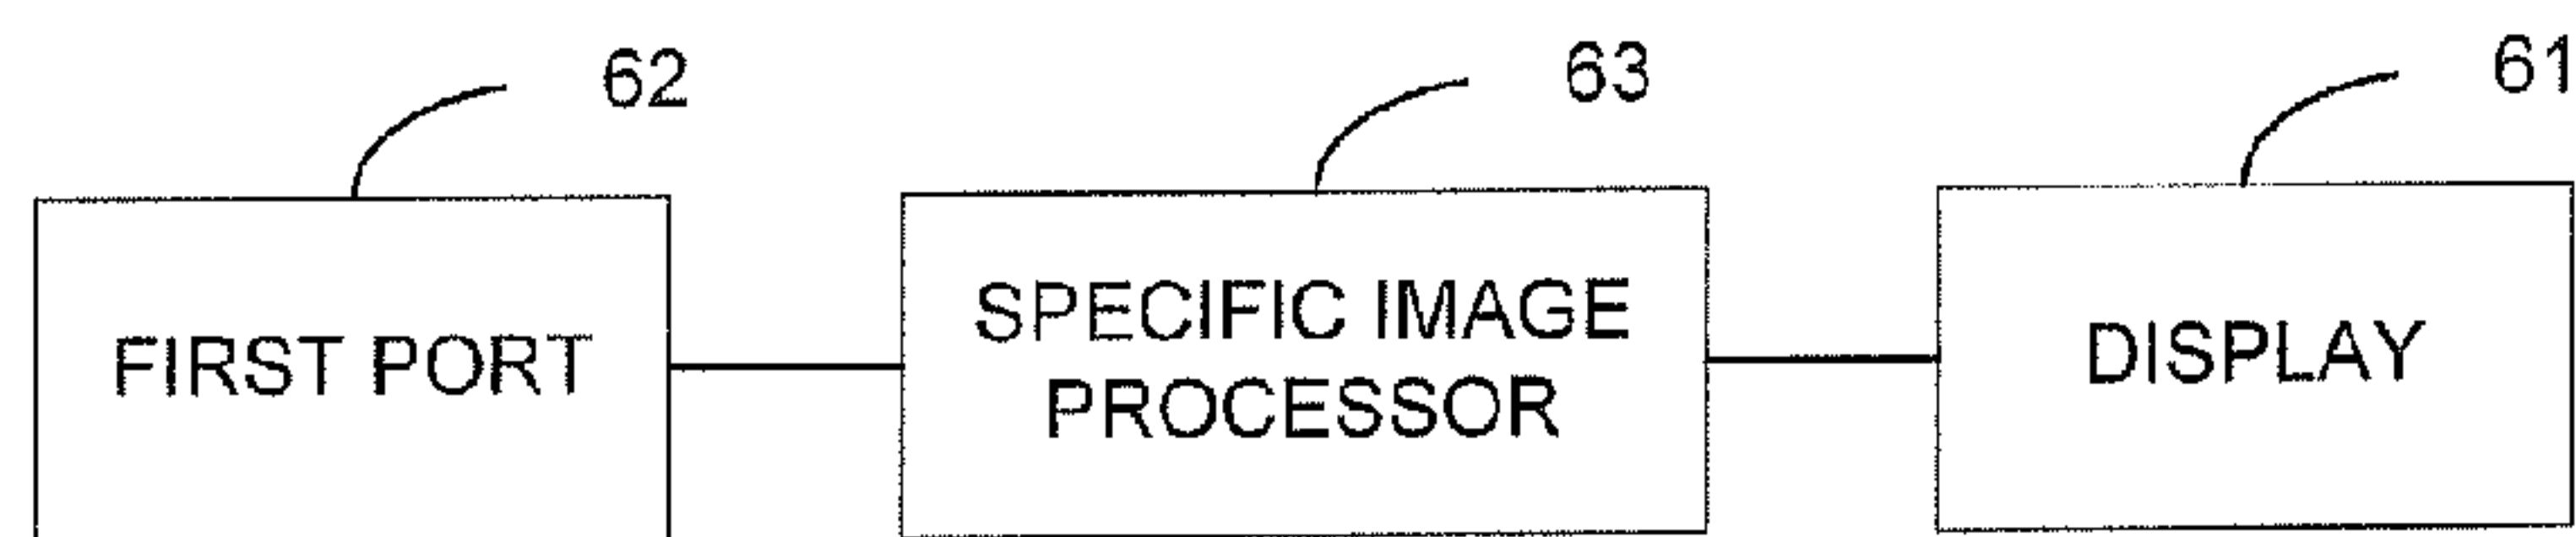 62
63
61
FIRST PORT
SPECIFIC IMAGE
PROCESSOR
DISPLAY